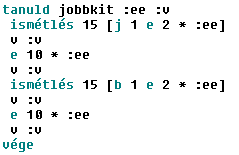 tanuld jobbkit :ee :v
ismétlés 15 [j 1 e 2 * :ee]
v :v
e 10 * :ee
v :v
ismétlés 15 [b 1 e 2 * :ee]
v :v
e 10 * :ee
v :v
vége